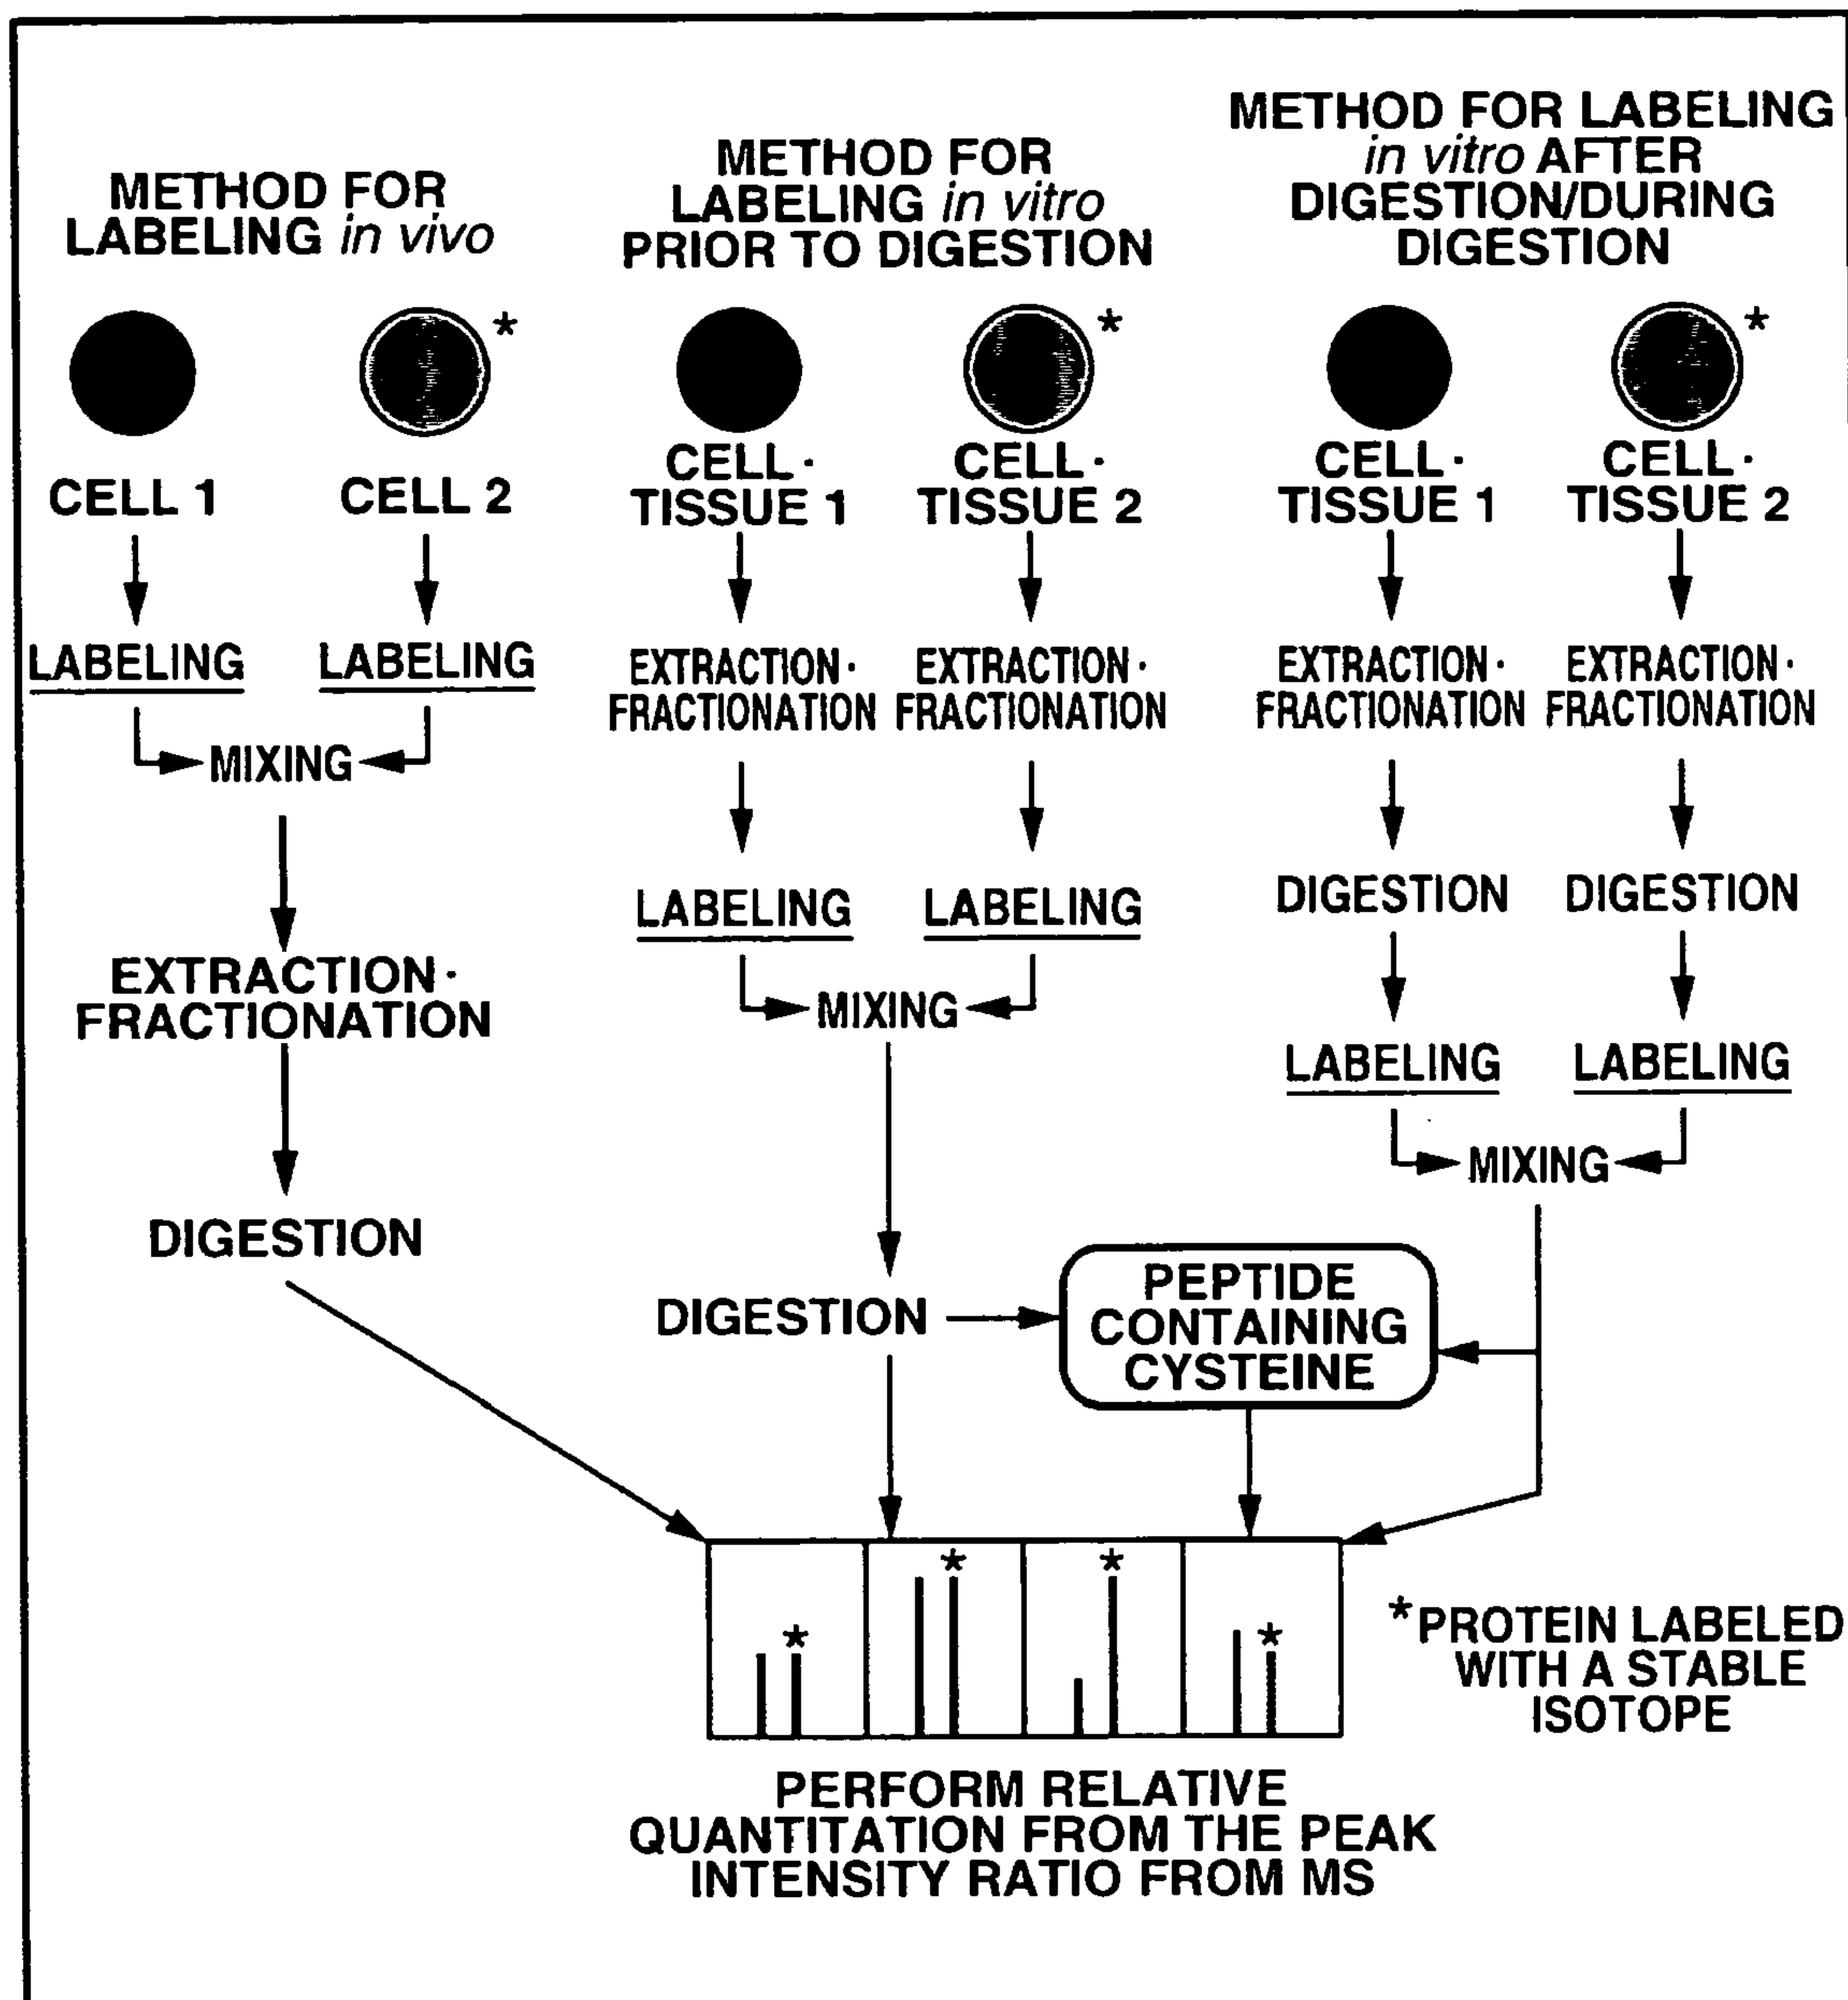 METHOD FOR
LABELING in vivo
*
CELL 1
CELL 2
LABELING
LABELING
MIXING
EXTRACTION·
FRACTIONATION
DIGESTION
METHOD FOR
LABELING in vitro
PRIOR TO DIGESTION
*
CELL·
TISSUE 1
CELL·
TISSUE 2
EXTRACTION·
FRACTIONATION
EXTRACTION·
FRACTIONATION
LABELING
LABELING
MIXING
DIGESTION
METHOD FOR LABELING
in vitro AFTER
DIGESTION/DURING
DIGESTION
*
CELL·
TISSUE 1
CELL·
TISSUE 2
EXTRACTION·
FRACTIONATION
EXTRACTION·
FRACTIONATION
DIGESTION
DIGESTION
LABELING
LABELING
MIXING
PEPTIDE
CONTAINING
CYSTEINE
*
*
*
*
*PROTEIN LABELED
WITH A STABLE
ISOTOPE
PERFORM RELATIVE
QUANTITATION FROM THE PEAK
INTENSITY RATIO FROM MS